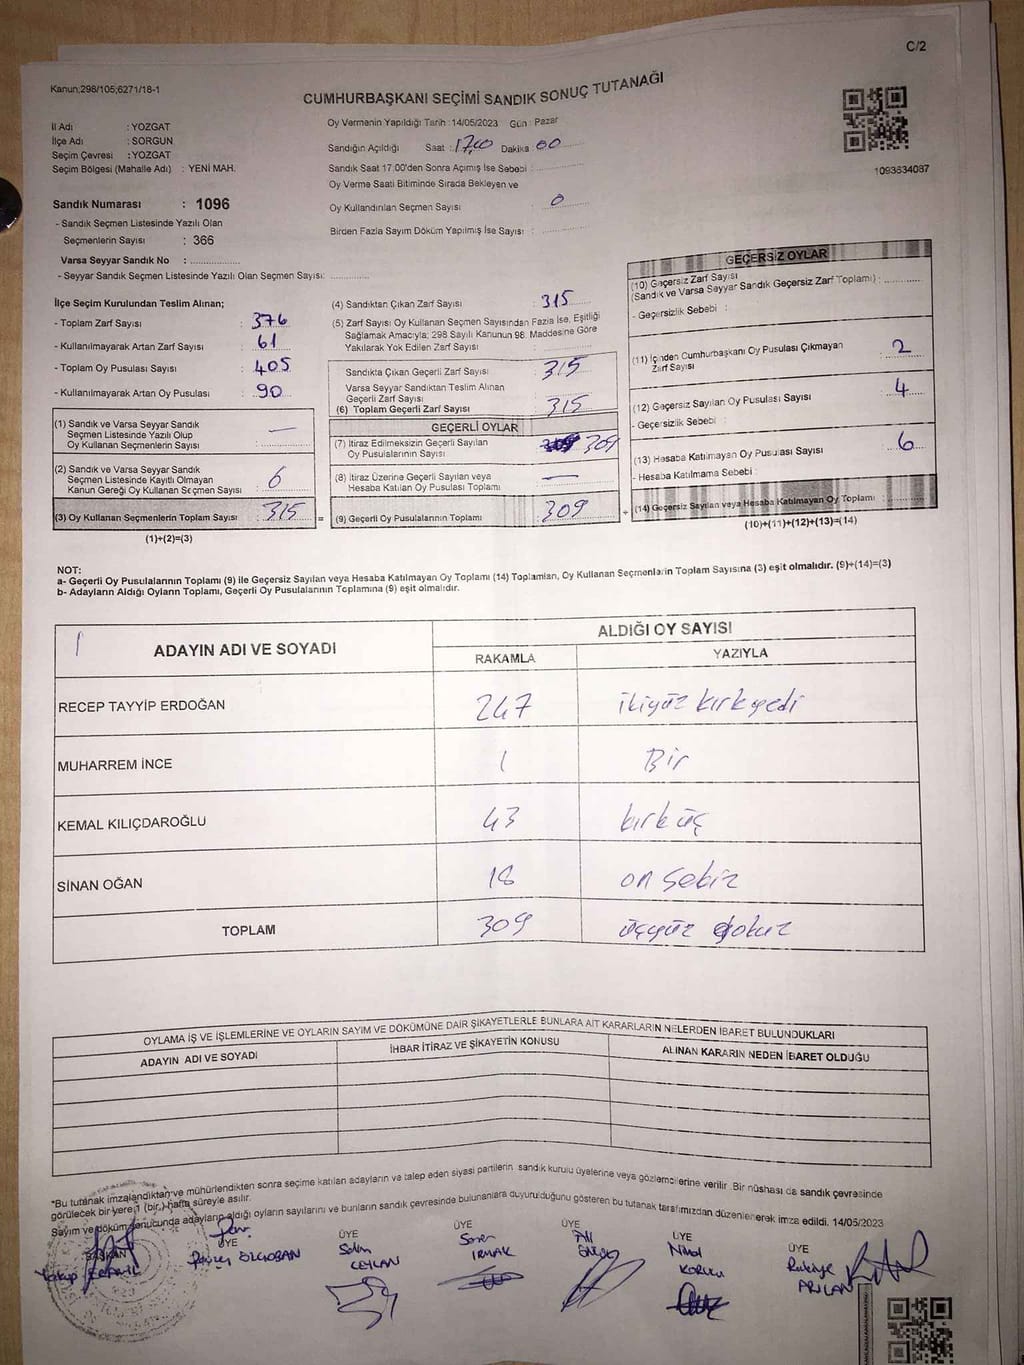 C/2
Kanun:298/105;6271/18-1
CUMHURBAŞKANI SEÇİMİ SANDIK SONUÇ TUTANAĞI
İl Adı : YOZGAT
İlçe Adı : SORGUN
Seçim Çevresi : YOZGAT
Seçim Bölgesi (Mahalle Adı) : YENİ MAH.
Oy Vermenin Yapıldığı Tarih :14/05/2023 Gün : Pazar
Sandığın Açıldığı Saat : 17,00 Dakika : 00
Sandık Saat 17.00'den Sonra Açımış İse Sebebi :
Oy Verme Saati Bitiminde Sırada Bekleyen ve
Oy Kullandırılan Seçmen Sayısı : 0
Birden Fazla Sayım Döküm Yapılmış İse Sayısı :
1093634087
Sandık Numarası : 1096
- Sandık Seçmen Listesinde Yazılı Olan
Seçmenlerin Sayısı : 366
Varsa Seyyar Sandık No :
- Seyyar Sandık Seçmen Listesinde Yazılı Olan Seçmen Sayısı:
İlçe Seçim Kurulundan Teslim Alınan;
- Toplam Zarf Sayısı : 376
- Kullanılmayarak Artan Zarf Sayısı : 61
- Toplam Oy Pusulası Sayısı : 405
- Kullanılmayarak Artan Oy Pusulası : 90
(1) Sandık ve Varsa Seyyar Sandık
Seçmen Listesinde Yazılı Olup
Oy Kullanan Seçmenlerin Sayısı : —
(2) Sandık ve Varsa Seyyar Sandık
Seçmen Listesinde Kayıtlı Olmayan
Kanun Gereği Oy Kullanan Seçmen Sayısı : 6
(3) Oy Kullanan Seçmenlerin Toplam Sayısı : 315 =
(1)+(2)=(3)
(4) Sandıktan Çıkan Zarf Sayısı : 315
(5) Zarf Sayısı Oy Kullanan Seçmen Sayısından Fazla İse, Eşitliği
Sağlamak Amacıyla; 298 Sayılı Kanunun 98. Maddesine Göre
Yakılarak Yok Edilen Zarf Sayısı :
Sandıkta Çıkan Geçerli Zarf Sayısı : 315
Varsa Seyyar Sandıktan Teslim Alınan
Geçerli Zarf Sayısı :
(6) Toplam Geçerli Zarf Sayısı : 315
GEÇERLİ OYLAR
(7) İtiraz Edilmeksizin Geçerli Sayılan
Oy Pusulalarının Sayısı : 309
(8) İtiraz Üzerine Geçerli Sayılan veya
Hesaba Katılan Oy Pusulası Toplamı : —
(9) Geçerli Oy Pusulalarının Toplamı : 309 +
GEÇERSİZ OYLAR
(10) Geçersiz Zarf Sayısı
(Sandık ve Varsa Seyyar Sandık Geçersiz Zarf Toplamı) :
- Geçersizlik Sebebi :
(11) İçinden Cumhurbaşkanı Oy Pusulası Çıkmayan
Zarf Sayısı : 2
(12) Geçersiz Sayılan Oy Pusulası Sayısı : 4
- Geçersizlik Sebebi :
(13) Hesaba Katılmayan Oy Pusulası Sayısı : 6
- Hesaba Katılmama Sebebi :
(14) Geçersiz Sayılan veya Hesaba Katılmayan Oy Toplamı :
(10)+(11)+(12)+(13)=(14)
NOT:
a- Geçerli Oy Pusulalarının Toplamı (9) ile Geçersiz Sayılan veya Hesaba Katılmayan Oy Toplamı (14) Toplamları, Oy Kullanan Seçmenlerin Toplam Sayısına (3) eşit olmalıdır. (9)+(14)=(3)
b- Adayların Aldığı Oyların Toplamı, Geçerli Oy Pusulalarının Toplamına (9) eşit olmalıdır.
ADAYIN ADI VE SOYADI
ALDIĞI OY SAYISI
RAKAMLA YAZIYLA
RECEP TAYYİP ERDOĞAN 247 ikiyüz kırkyedi
MUHARREM İNCE 1 Bir
KEMAL KILIÇDAROĞLU 43 kırk üç
SİNAN OĞAN 18 on sekiz
TOPLAM 309 üçyüz dokuz
OYLAMA İŞ VE İŞLEMLERİNE VE OYLARIN SAYIM VE DÖKÜMÜNE DAİR ŞİKAYETLERLE BUNLARA AİT KARARLARIN NELERDEN İBARET BULUNDUKLARI
ADAYIN ADI VE SOYADI İHBAR İTİRAZ VE ŞİKAYETİN KONUSU ALINAN KARARIN NEDEN İBARET OLDUĞU
*Bu tutanak imzalandıktan ve mühürlendikten sonra seçime katılan adayların ve talep eden siyasi partilerin sandık kurulu üyelerine veya gözlemcilerine verilir. Bir nüshası da sandık çevresinde
görülecek bir yere 1 (bir) hafta süreyle asılır.
Sayım ve döküm sonucunda adayların aldığı oyların sayılarını ve bunların sandık çevresinde bulunanlara duyurulduğunu gösteren bu tutanak tarafımızdan düzenlenerek imza edildi. 14/05/2023
BAŞKAN ÜYE ÜYE ÜYE ÜYE ÜYE ÜYE
Selim
CEYLAN
IRMAK
KORUCU
Rukiye
ARILAN